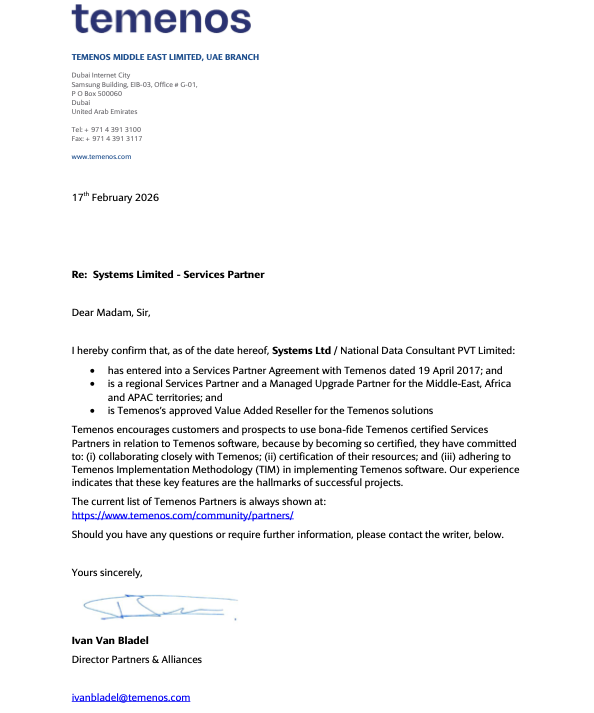 temenos
TEMENOS MIDDLE EAST LIMITED, UAE BRANCH
Dubai Internet City
Samsung Building, EIB-03, Office # G-01,
P O Box 500060
Dubai
United Arab Emirates
Tel: + 971 4 391 3100
Fax: + 971 4 391 3117
www.temenos.com
17th February 2026
Re: Systems Limited - Services Partner
Dear Madam, Sir,
I hereby confirm that, as of the date hereof, Systems Ltd / National Data Consultant PVT Limited:
• has entered into a Services Partner Agreement with Temenos dated 19 April 2017; and
• is a regional Services Partner and a Managed Upgrade Partner for the Middle-East, Africa
and APAC territories; and
• is Temenos's approved Value Added Reseller for the Temenos solutions
Temenos encourages customers and prospects to use bona-fide Temenos certified Services
Partners in relation to Temenos software, because by becoming so certified, they have committed
to: (i) collaborating closely with Temenos; (ii) certification of their resources; and (iii) adhering to
Temenos Implementation Methodology (TIM) in implementing Temenos software. Our experience
indicates that these key features are the hallmarks of successful projects.
The current list of Temenos Partners is always shown at:
https://www.temenos.com/community/partners/
Should you have any questions or require further information, please contact the writer, below.
Yours sincerely,
Ivan Van Bladel
Director Partners & Alliances
ivanbladel@temenos.com